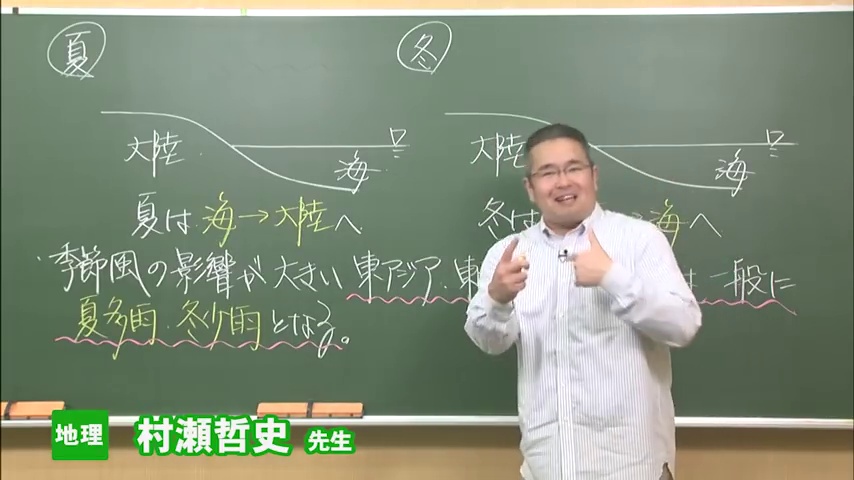 夏
冬
大陸
海
大陸
海
夏は 海→大陸へ
冬は 海へ
季節風の影響が大きい 東アジア・東 は一般に
夏多雨・冬少雨となる。
地理 村瀬哲史 先生